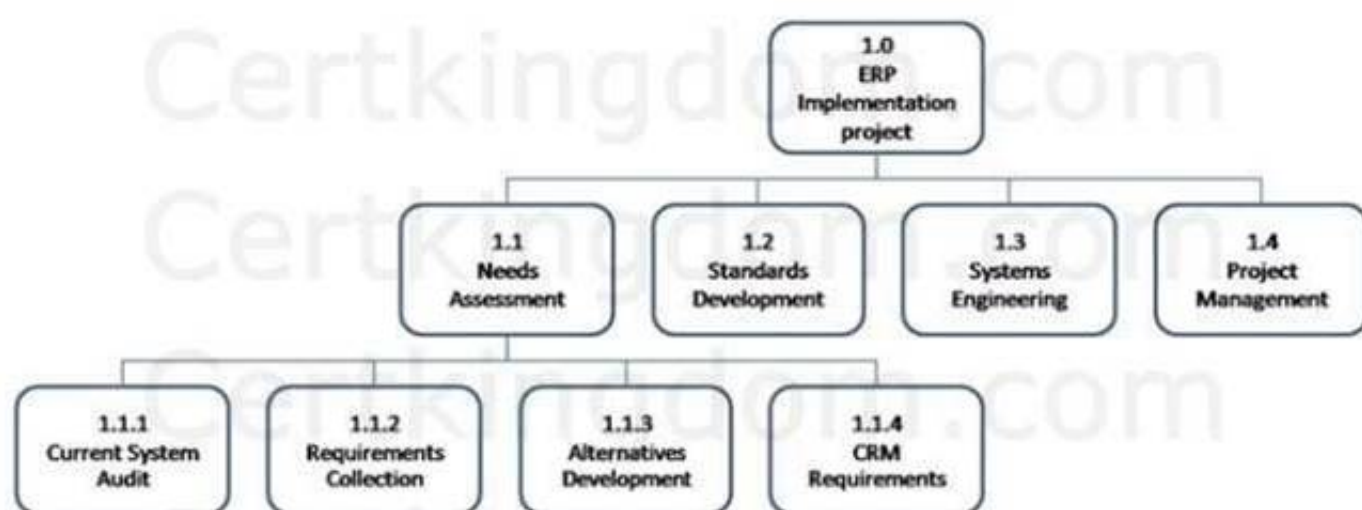 Certkingdom.com
1.0
ERP
Implementation
project
Certkingdom.com
1.1
Needs
Assessment
1.2
Standards
Development
1.3
Systems
Engineering
1.4
Project
Management
Certkingdom.com
1.1.1
Current System
Audit
1.1.2
Requirements
Collection
1.1.3
Alternatives
Development
1.1.4
CRM
Requirements